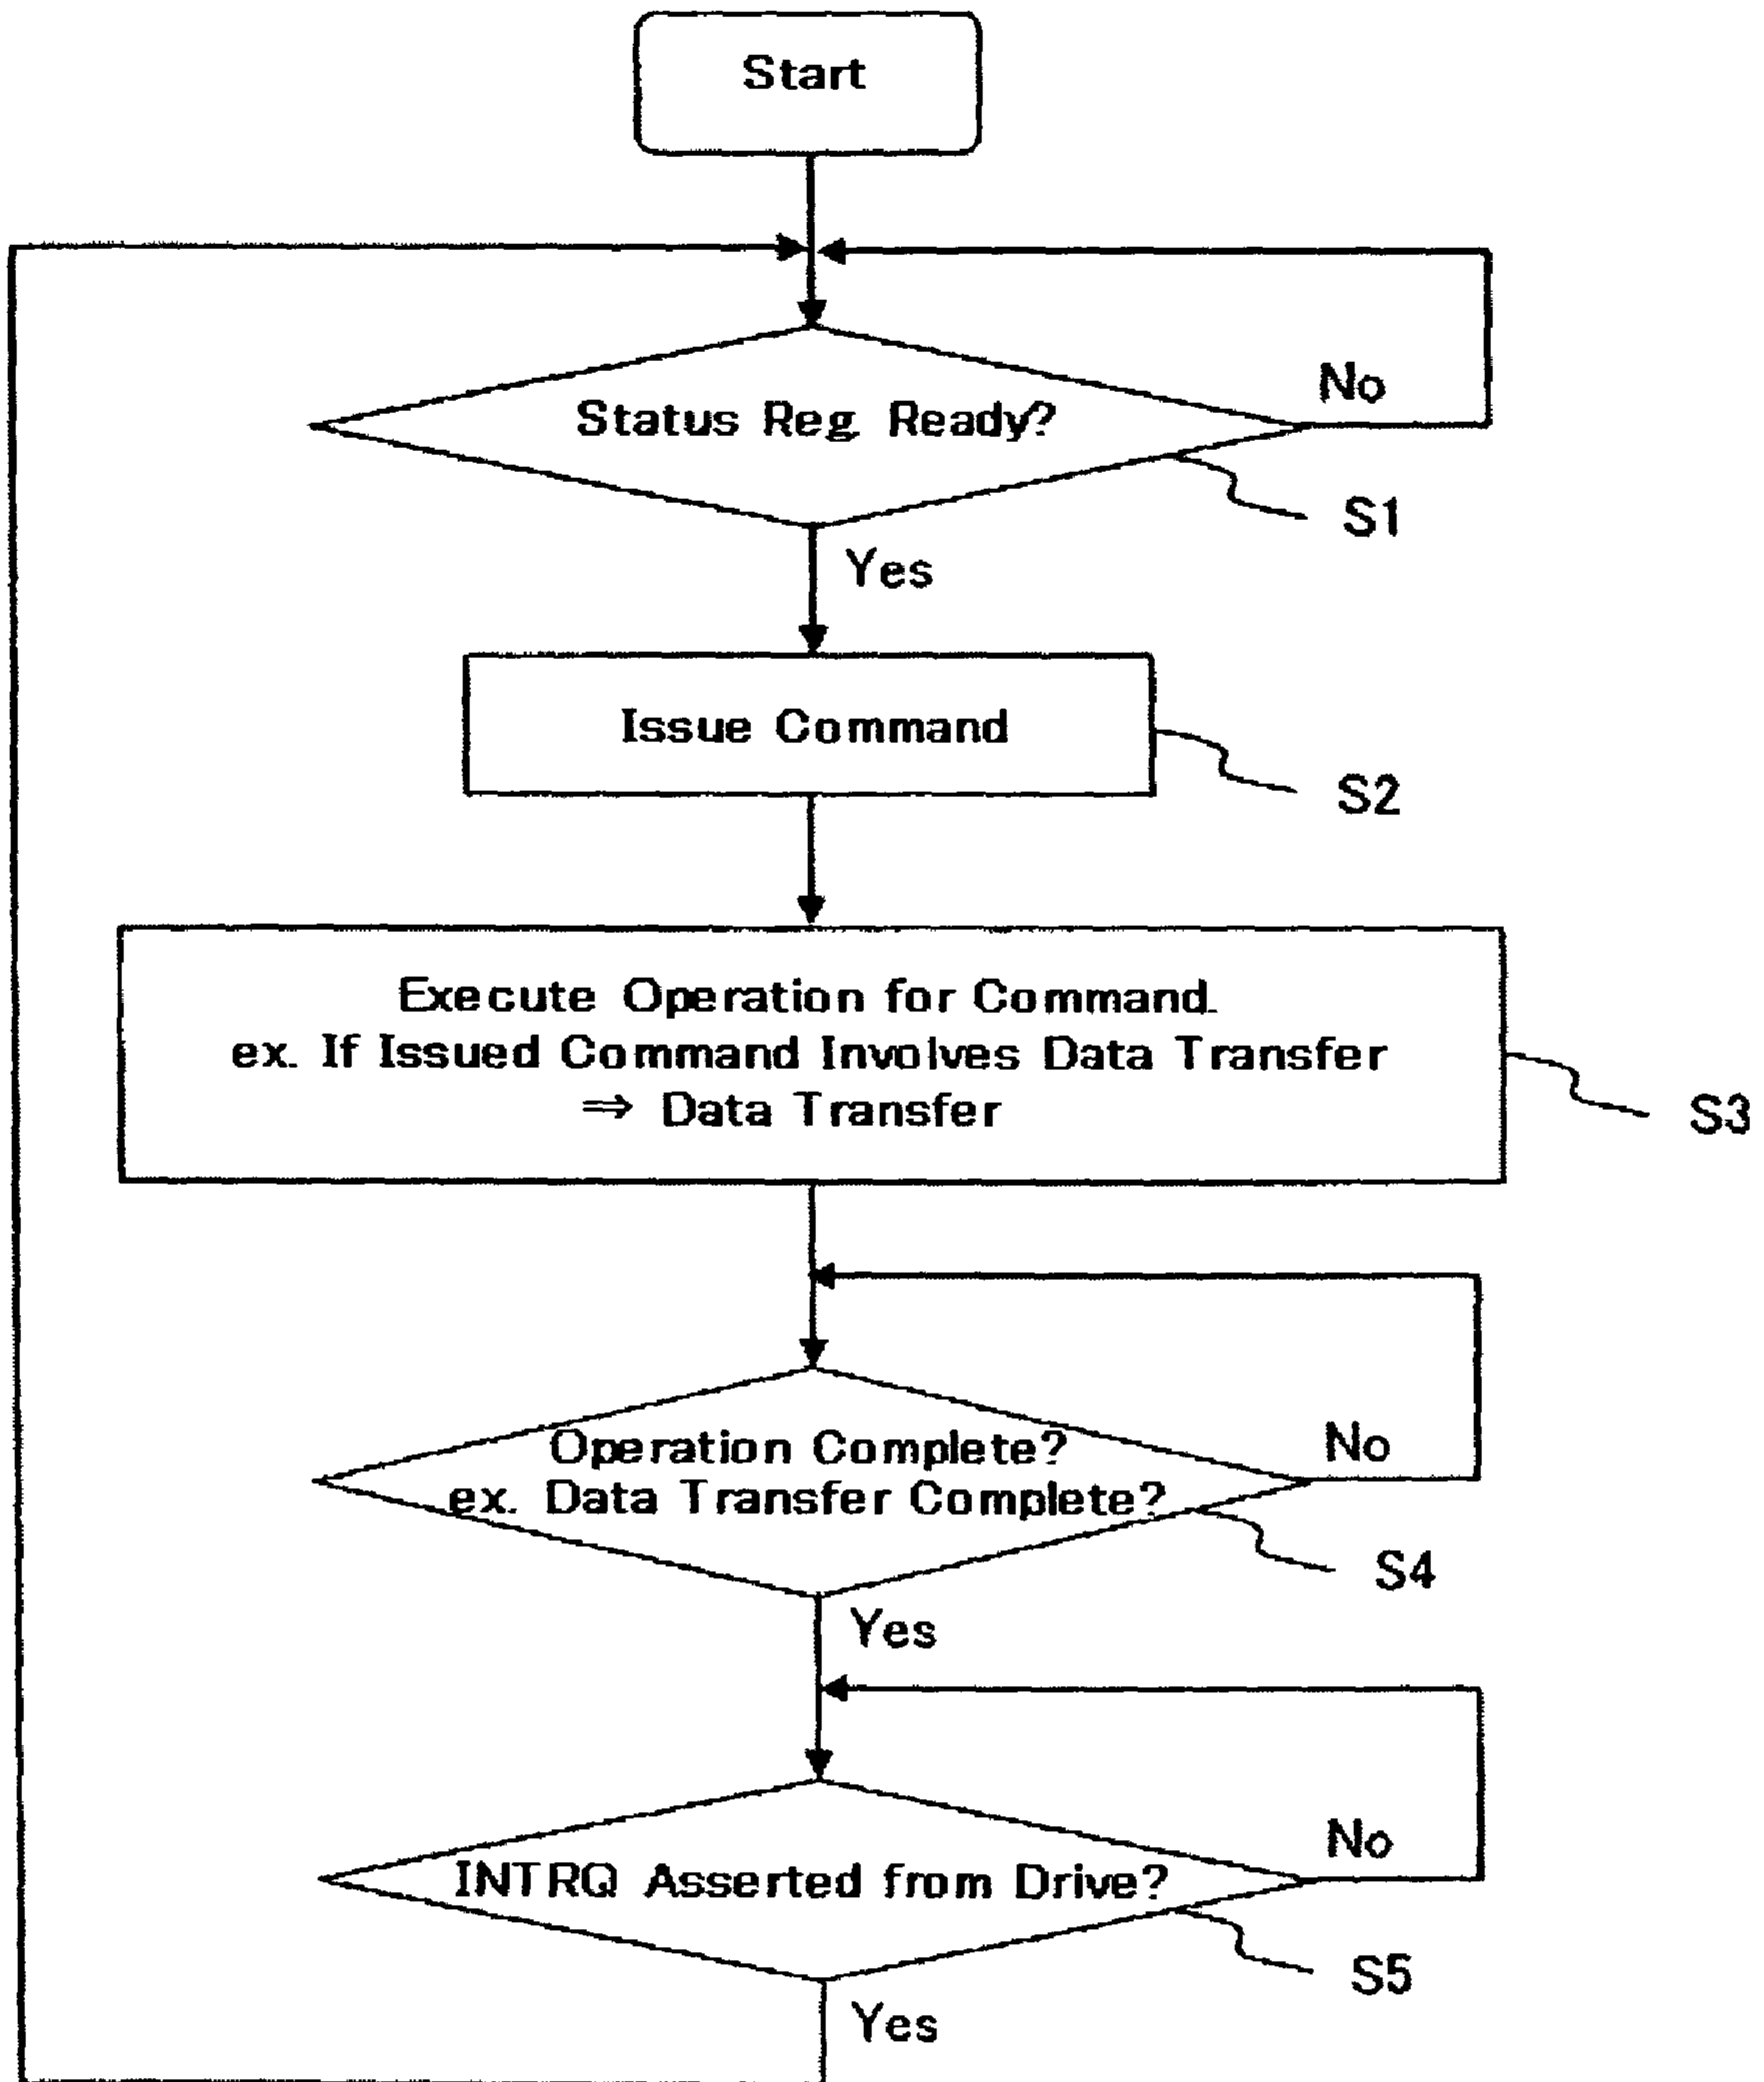 Start
No
Status Reg. Ready?
S1
Yes
Issue Command
S2
Execute Operation for Command.
ex. If Issued Command Involves Data Transfer
⇒ Data Transfer
S3
No
Operation Complete?
ex. Data Transfer Complete?
S4
Yes
No
INTRQ Asserted from Drive?
S5
Yes